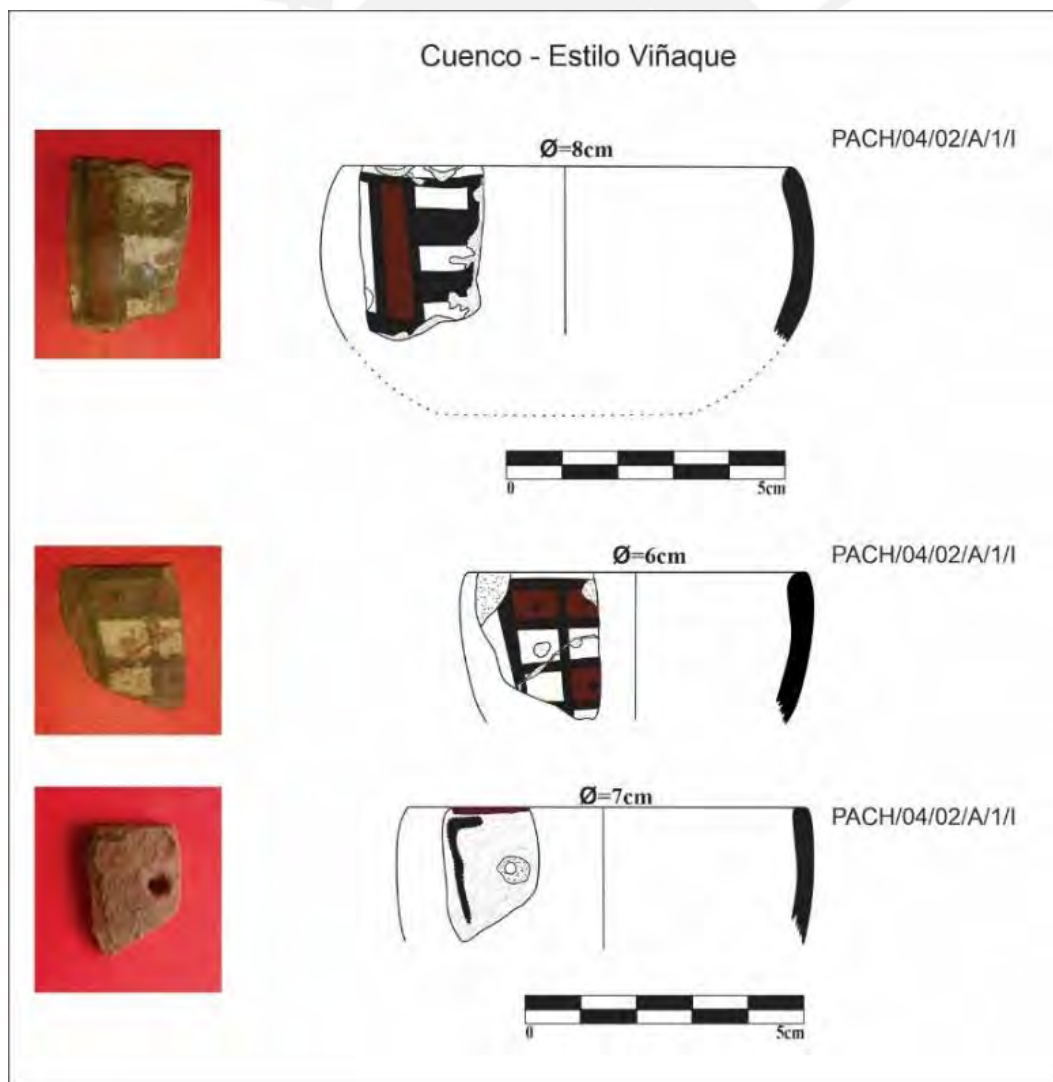 Cuenco - Estilo Viñaque
PACH/04/02/A/1/I
Ø=8cm
0 5cm
Ø=6cm
PACH/04/02/A/1/I
Ø=7cm
PACH/04/02/A/1/I
0 5cm